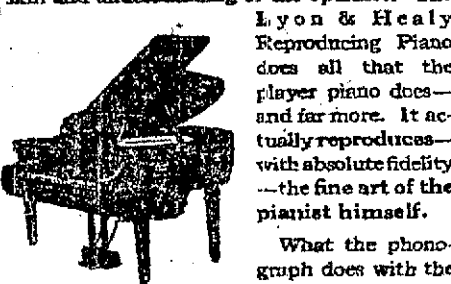 Lyon & Healy
Reproducing Piano
does all that the
player piano does—
and far more. It ac-
tually reproduces—
with absolute fidelity
—the fine art of the
pianist himself.
What the phono-
graph does with the